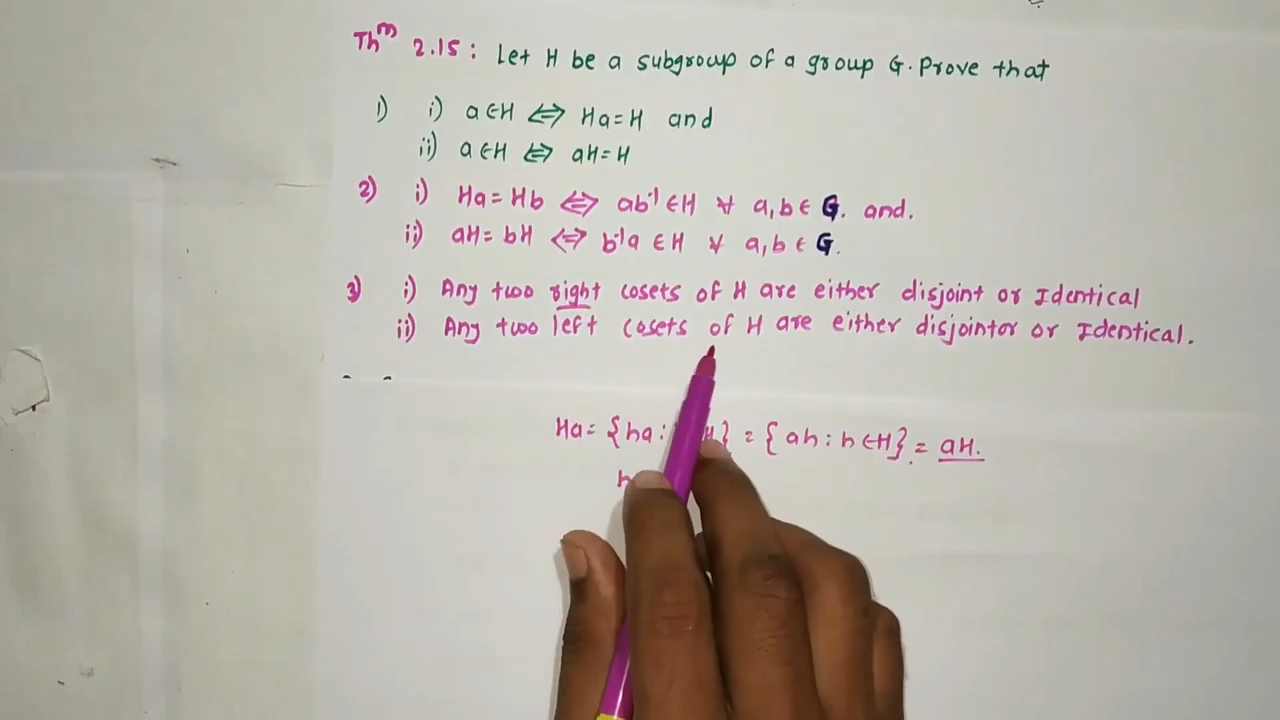 Thm 2.15: Let H be a subgroup of a group G. Prove that
1) i) a∈H ⇔ Ha=H and
ii) a∈H ⇔ aH=H
2) i) Ha=Hb ⇔ ab⁻¹∈H ∀ a,b∈ G. and.
ii) aH=bH ⇔ b⁻¹a ∈H ∀ a,b∈ G.
3) i) Any two right cosets of H are either disjoint or Identical
ii) Any two left cosets of H are either disjointor or Identical.
Ha= {ha: H} = {ah: h∈H} = aH.
h